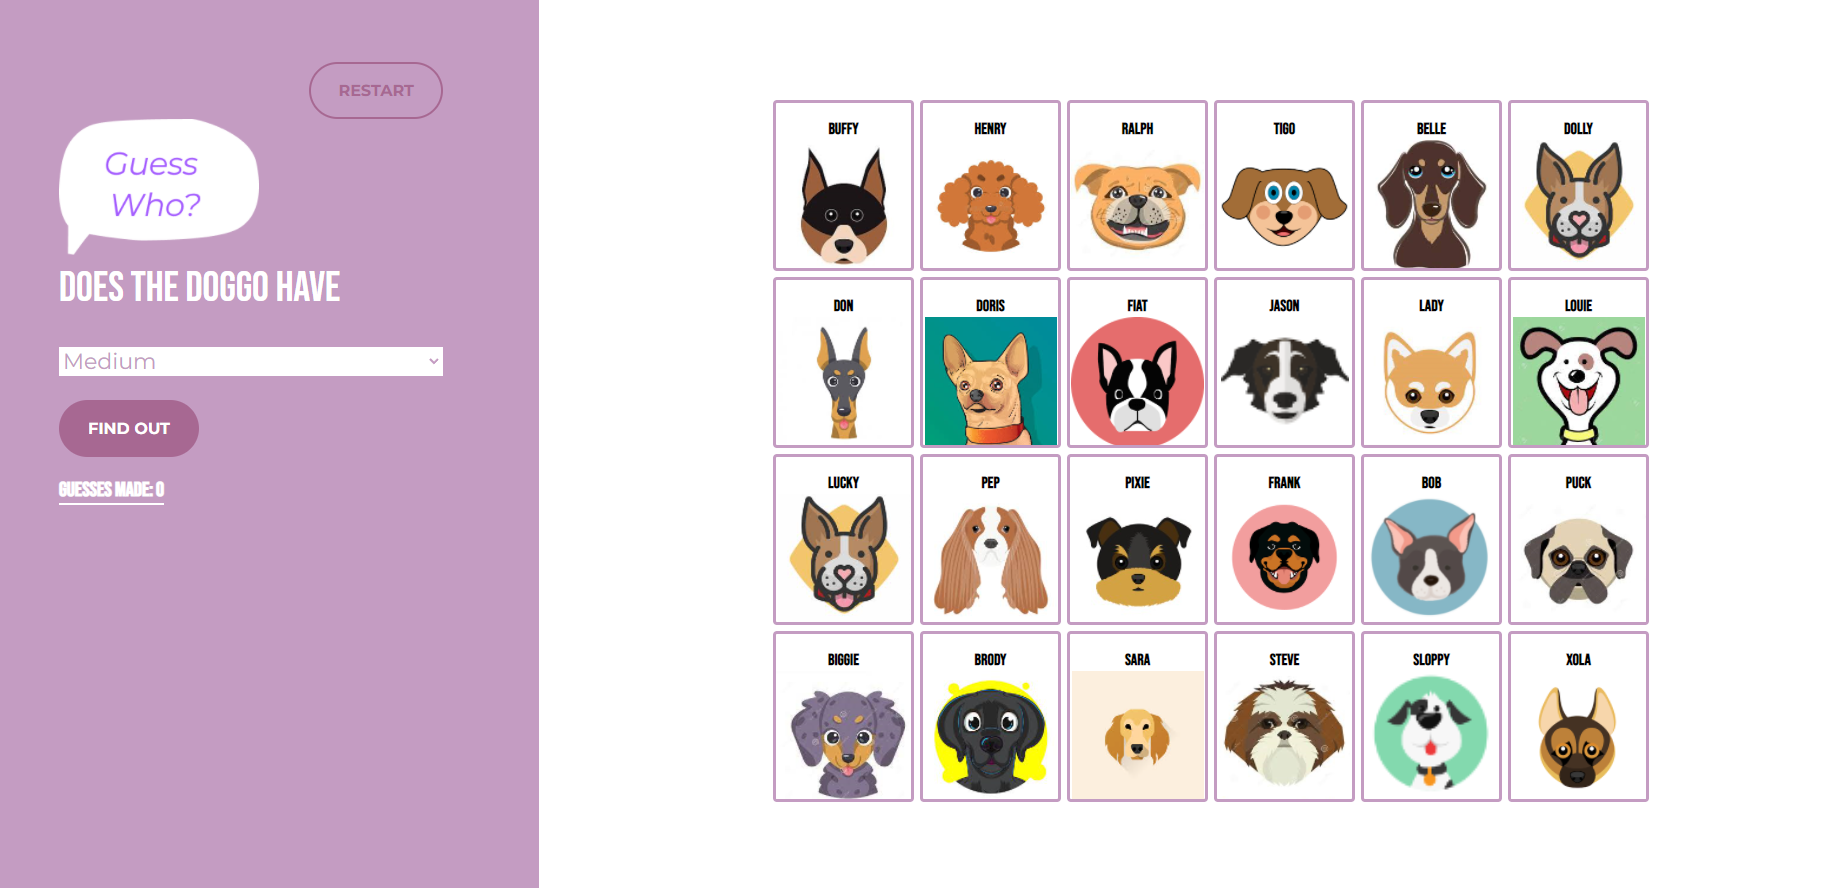 RESTART
Guess
Who?
DOES THE DOGGO HAVE
Medium
FIND OUT
GUESSES MADE: 0
BUFFY
HENRY
RALPH
TIGO
BELLE
DOLLY
DON
DORIS
FIAT
JASON
LADY
LOUIE
LUCKY
PEP
PIXIE
FRANK
BOB
PUCK
BIGGIE
BRODY
SARA
STEVE
SLOPPY
XOLA